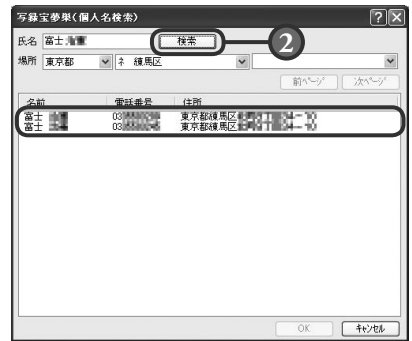 写録宝夢巣(個人名検索)
氏名 富士 検索 2
場所 東京都 ネ 練馬区
前ページ 次ページ
名前 電話番号 住所
富士 03 東京都練馬区
富士 03 東京都練馬区
OK キャンセル